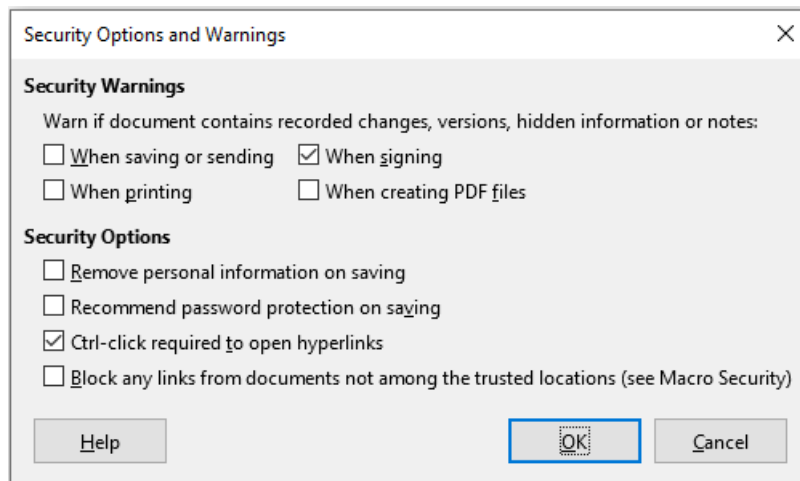 Security Options and Warnings
Security Warnings
Warn if document contains recorded changes, versions, hidden information or notes:
When saving or sending When signing
When printing When creating PDF files
Security Options
Remove personal information on saving
Recommend password protection on saving
Ctrl-click required to open hyperlinks
Block any links from documents not among the trusted locations (see Macro Security)
Help OK Cancel